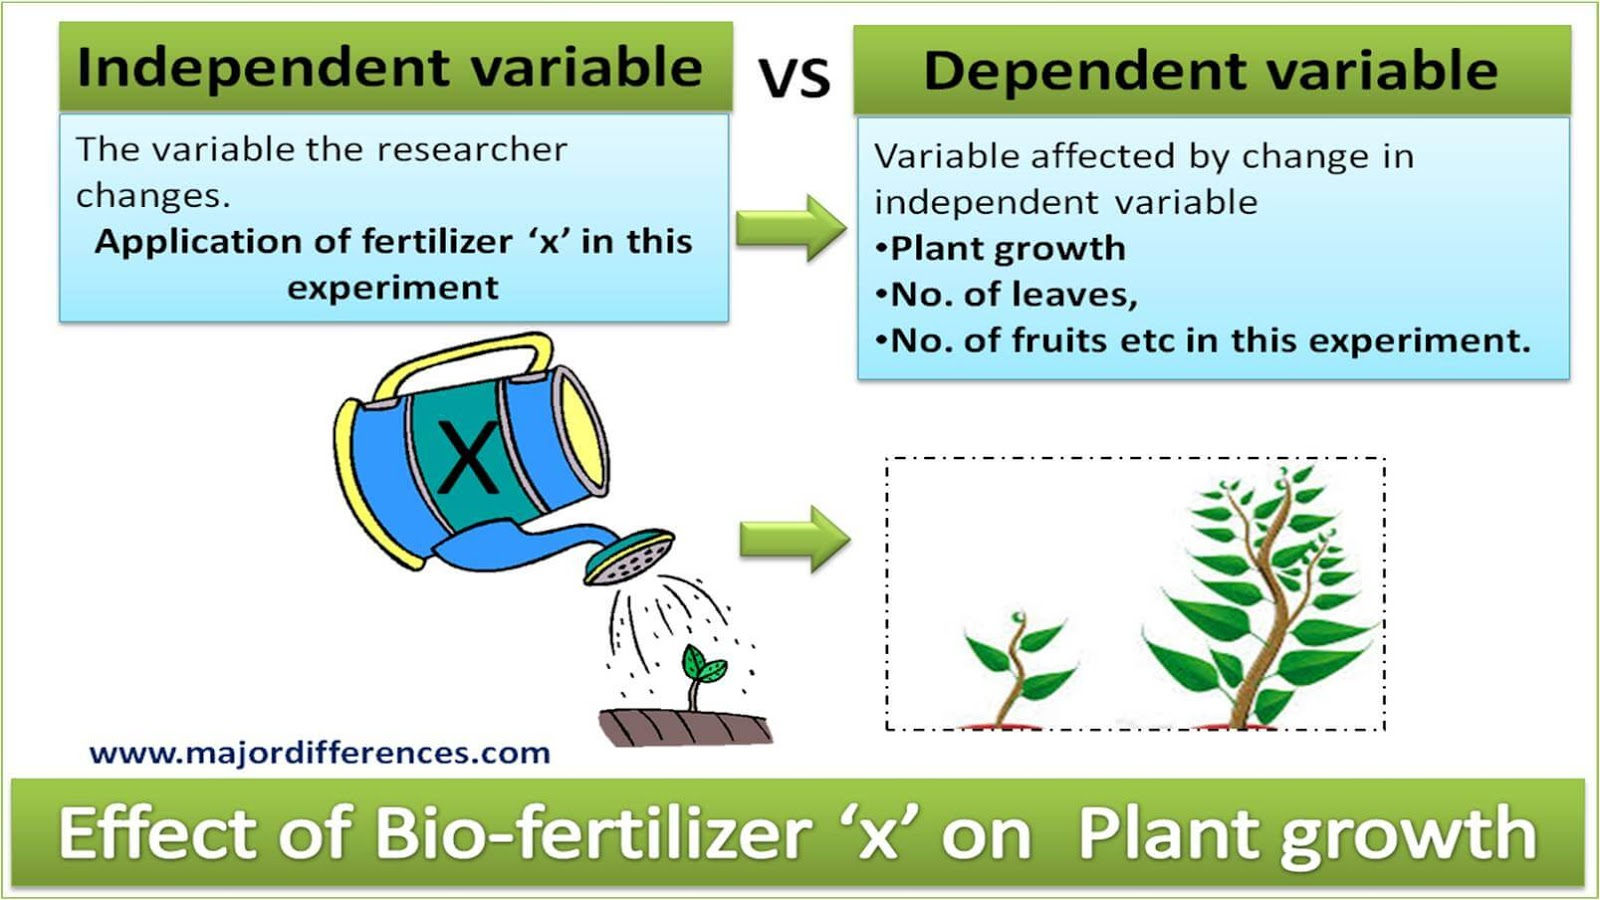 Independent variable
vs
Dependent variable
The variable the researcher
changes.
Application of fertilizer ‘x’ in this
experiment
Variable affected by change in
independent variable
•Plant growth
•No. of leaves,
•No. of fruits etc in this experiment.
X
www.majordifferences.com
Effect of Bio-fertilizer ‘x’ on Plant growth